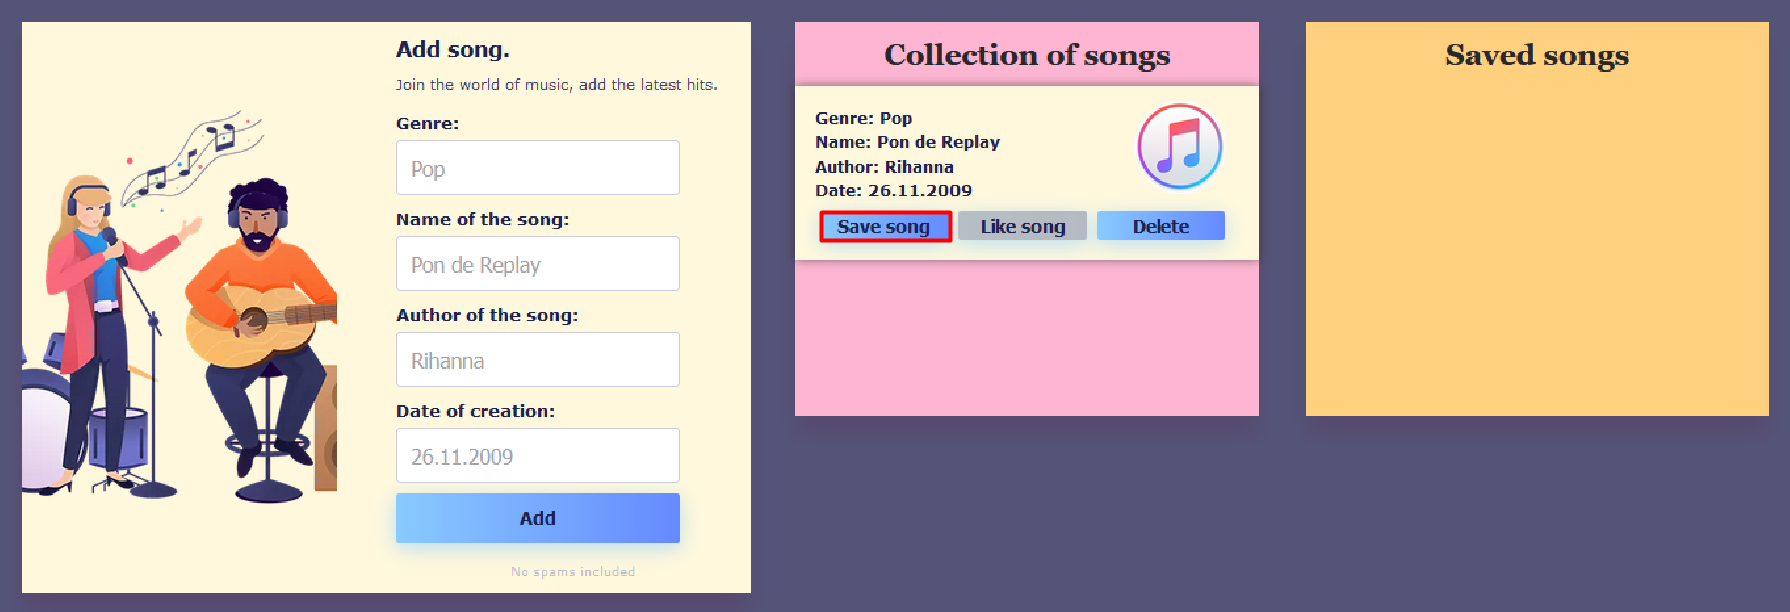 Add song.
Join the world of music, add the latest hits.
Genre:
Pop
Name of the song:
Pon de Replay
Author of the song:
Rihanna
Date of creation:
26.11.2009
Add
No spams included
Collection of songs
Genre: Pop
Name: Pon de Replay
Author: Rihanna
Date: 26.11.2009
Save song Like song Delete
Saved songs